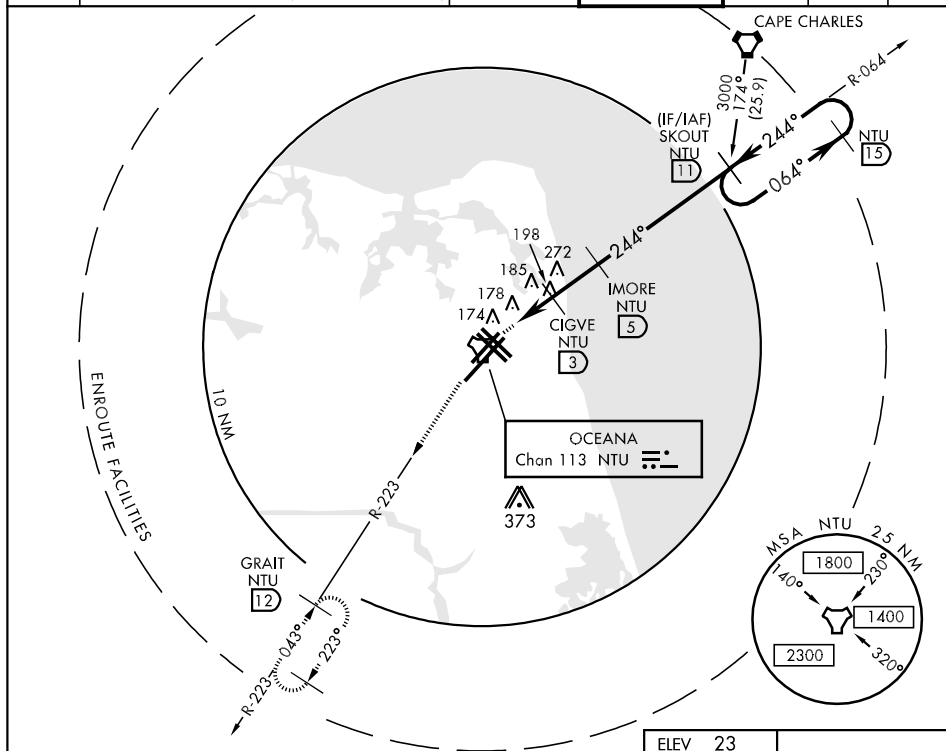 CAPE CHARLES
R-064
3000
174°
(25.9)
(IF/IAF)
SKOUT
NTU
11
244°
064°
NTU
15
244°
198
272
185
178
174
IMORE
NTU
5
CIGVE
NTU
3
ENROUTE FACILITIES
10 NM
OCEANA
Chan 113 NTU
373
R-223
GRAIT
NTU
12
043°
223°
R-223
MSA NTU 25 NM
1800
140°
230°
1400
2300
320°
ELEV 23